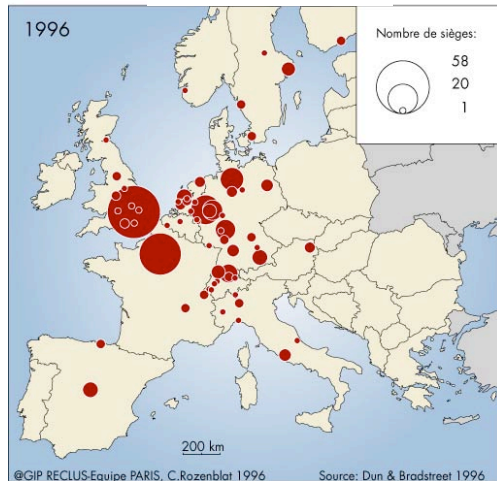 1996
Nombre de sièges:
58
20
1
200 km
@GIP RECLUS-Equipe PARIS, C.Rozenblat 1996
Source: Dun & Bradstreet 1996